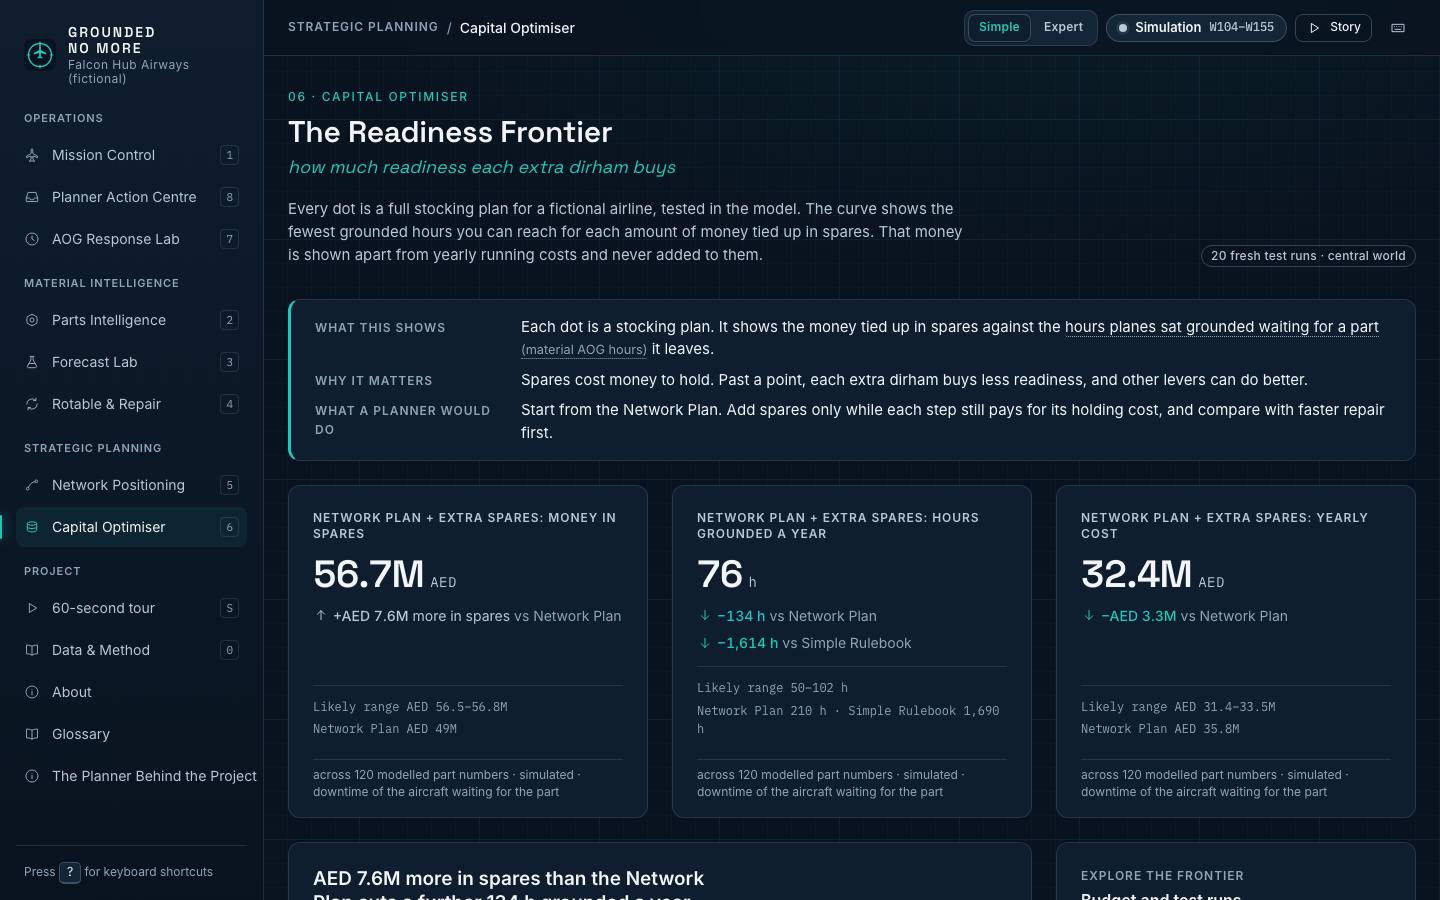 GROUNDED
NO MORE
Falcon Hub Airways
(fictional)
OPERATIONS
Mission Control 1
Planner Action Centre 8
AOG Response Lab 7
MATERIAL INTELLIGENCE
Parts Intelligence 2
Forecast Lab 3
Rotable & Repair 4
STRATEGIC PLANNING
Network Positioning 5
Capital Optimiser 6
PROJECT
60-second tour S
Data & Method 0
About
Glossary
The Planner Behind the Project
Press ? for keyboard shortcuts
STRATEGIC PLANNING / Capital Optimiser
Simple Expert
Simulation W104–W155
Story
06 · CAPITAL OPTIMISER
The Readiness Frontier
how much readiness each extra dirham buys
Every dot is a full stocking plan for a fictional airline, tested in the model. The curve shows the
fewest grounded hours you can reach for each amount of money tied up in spares. That money
is shown apart from yearly running costs and never added to them.
20 fresh test runs · central world
WHAT THIS SHOWS
Each dot is a stocking plan. It shows the money tied up in spares against the hours planes sat grounded waiting for a part
(material AOG hours) it leaves.
WHY IT MATTERS
Spares cost money to hold. Past a point, each extra dirham buys less readiness, and other levers can do better.
WHAT A PLANNER WOULD
DO
Start from the Network Plan. Add spares only while each step still pays for its holding cost, and compare with faster repair
first.
NETWORK PLAN + EXTRA SPARES: MONEY IN
SPARES
56.7M AED
↑ +AED 7.6M more in spares vs Network Plan
Likely range AED 56.5–56.8M
Network Plan AED 49M
across 120 modelled part numbers · simulated ·
downtime of the aircraft waiting for the part
NETWORK PLAN + EXTRA SPARES: HOURS
GROUNDED A YEAR
76 h
↓ −134 h vs Network Plan
↓ −1,614 h vs Simple Rulebook
Likely range 50–102 h
Network Plan 210 h · Simple Rulebook 1,690
h
across 120 modelled part numbers · simulated ·
downtime of the aircraft waiting for the part
NETWORK PLAN + EXTRA SPARES: YEARLY
COST
32.4M AED
↓ −AED 3.3M vs Network Plan
Likely range AED 31.4–33.5M
Network Plan AED 35.8M
across 120 modelled part numbers · simulated ·
downtime of the aircraft waiting for the part
AED 7.6M more in spares than the Network
Plan cuts a further 134 h grounded a year
EXPLORE THE FRONTIER
Budget and test runs